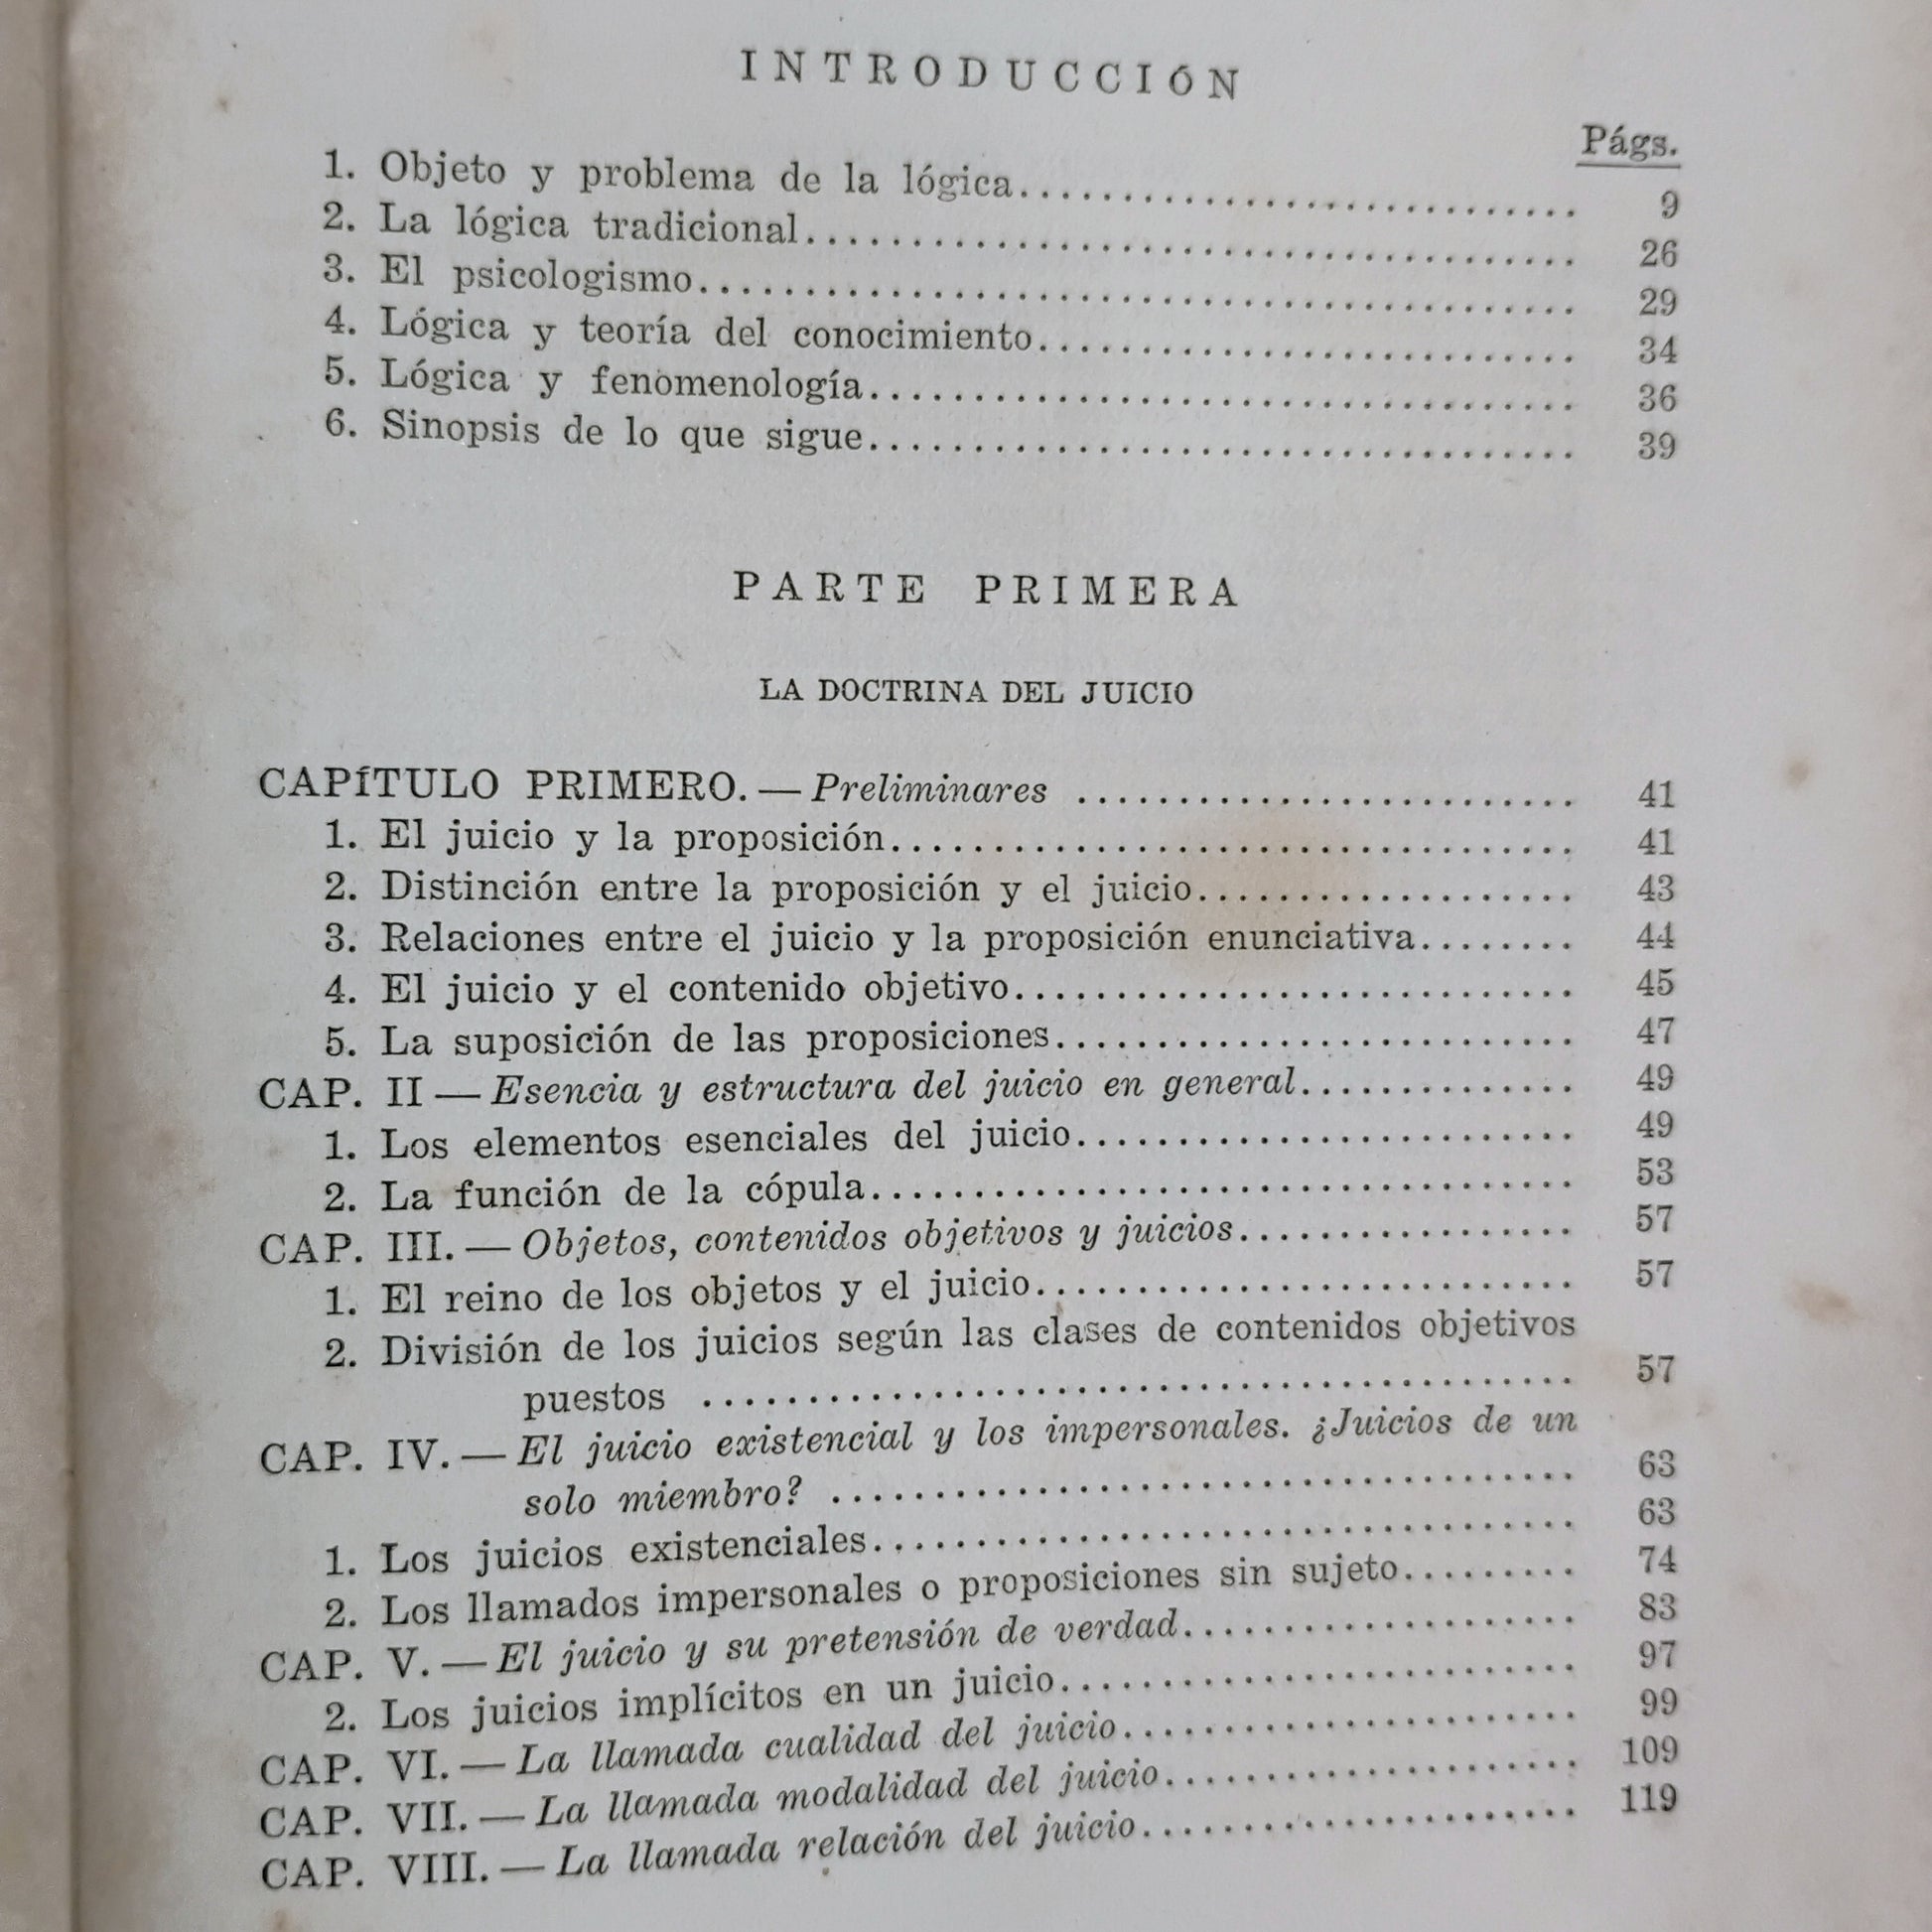 INTRODUCCIÓN
Págs.
1. Objeto y problema de la lógica.............................. 9
2. La lógica tradicional.............................. 26
3. El psicologismo.............................. 29
4. Lógica y teoría del conocimiento.............................. 34
5. Lógica y fenomenología.............................. 36
6. Sinopsis de lo que sigue.............................. 39
PARTE PRIMERA
LA DOCTRINA DEL JUICIO
CAPÍTULO PRIMERO.—Preliminares .............................. 41
1. El juicio y la proposición.............................. 41
2. Distinción entre la proposición y el juicio.................... 43
3. Relaciones entre el juicio y la proposición enunciativa........ 44
4. El juicio y el contenido objetivo.............................. 45
5. La suposición de las proposiciones.............................. 47
CAP. II—Esencia y estructura del juicio en general.............. 49
1. Los elementos esenciales del juicio.............................. 49
2. La función de la cópula.............................. 53
CAP. III.—Objetos, contenidos objetivos y juicios................. 57
1. El reino de los objetos y el juicio.............................. 57
2. División de los juicios según las clases de contenidos objetivos
puestos .............................. 57
CAP. IV.—El juicio existencial y los impersonales. ¿Juicios de un
solo miembro? .............................. 63
1. Los juicios existenciales.............................. 63
2. Los llamados impersonales o proposiciones sin sujeto......... 74
CAP. V.—El juicio y su pretensión de verdad.................... 83
2. Los juicios implícitos en un juicio.............................. 97
CAP. VI.—La llamada cualidad del juicio....................... 99
CAP. VII.—La llamada modalidad del juicio..................... 109
CAP. VIII.—La llamada relación del juicio...................... 119